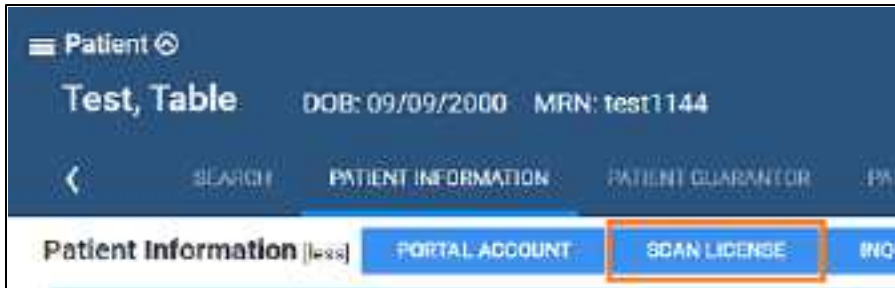 Patient
Test, Table DOB: 09/09/2000 MRN: test1144
SEARCH PATIENT INFORMATION PATIENT GUARANTOR PA
Patient Information [less] PORTAL ACCOUNT SCAN LICENSE